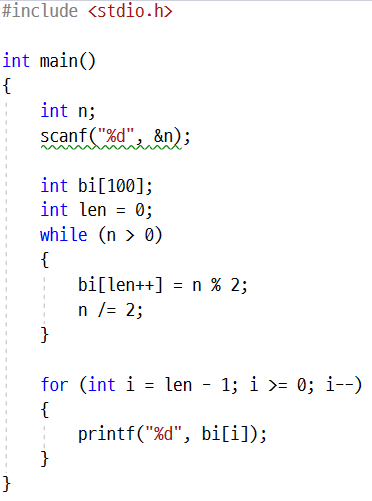 #include <stdio.h>
int main()
{
int n;
scanf("%d", &n);
int bi[100];
int len = 0;
while (n > 0)
{
bi[len++] = n % 2;
n /= 2;
}
for (int i = len - 1; i >= 0; i--)
{
printf("%d", bi[i]);
}
}